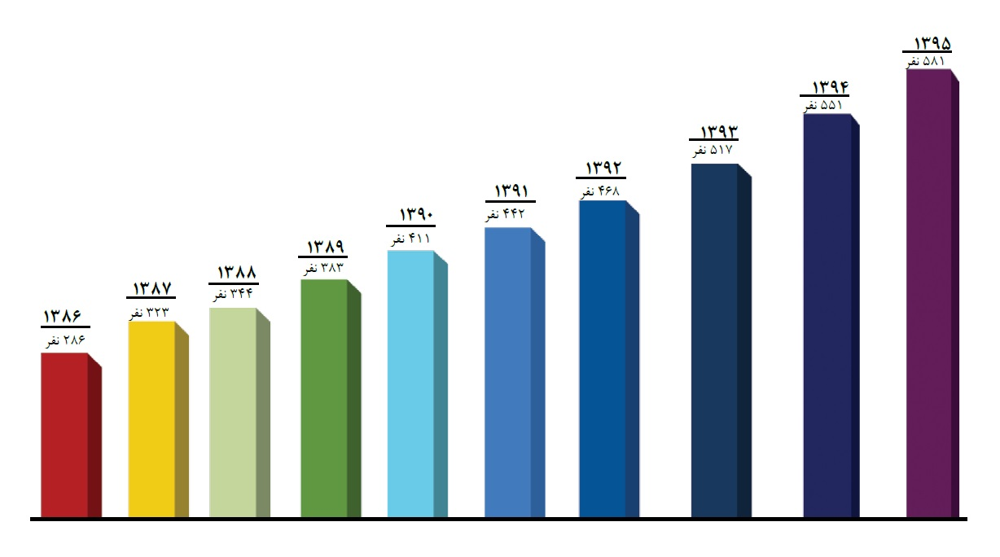 ۱۳۸۶
۲۸۶ نفر
۱۳۸۷
۳۲۳ نفر
۱۳۸۸
۳۴۴ نفر
۱۳۸۹
۳۸۳ نفر
۱۳۹۰
۴۱۱ نفر
۱۳۹۱
۴۴۲ نفر
۱۳۹۲
۴۶۸ نفر
۱۳۹۳
۵۱۷ نفر
۱۳۹۴
۵۵۱ نفر
۱۳۹۵
۵۸۱ نفر